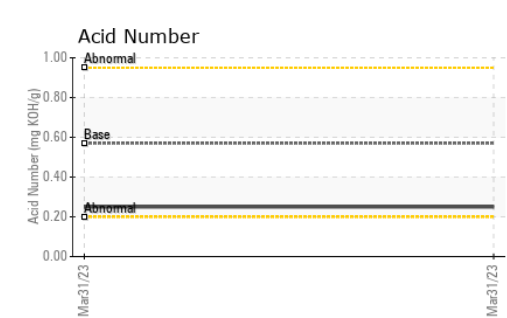 Acid Number
Acid Number (mg KOH/g)
1.00
0.80
0.60
0.40
0.20
0.00
Abnormal
Base
Abnormal
Mar31/23
Mar31/23